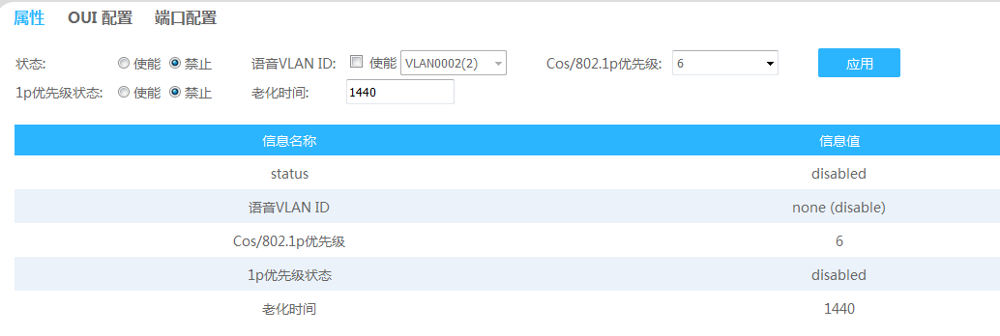 属性 OUI 配置 端口配置
状态: 使能 禁止 语音VLAN ID: 使能 VLAN0002(2) Cos/802.1p优先级: 6 应用
1p优先级状态: 使能 禁止 老化时间: 1440
信息名称 信息值
status disabled
语音VLAN ID none (disable)
Cos/802.1p优先级 6
1p优先级状态 disabled
老化时间 1440